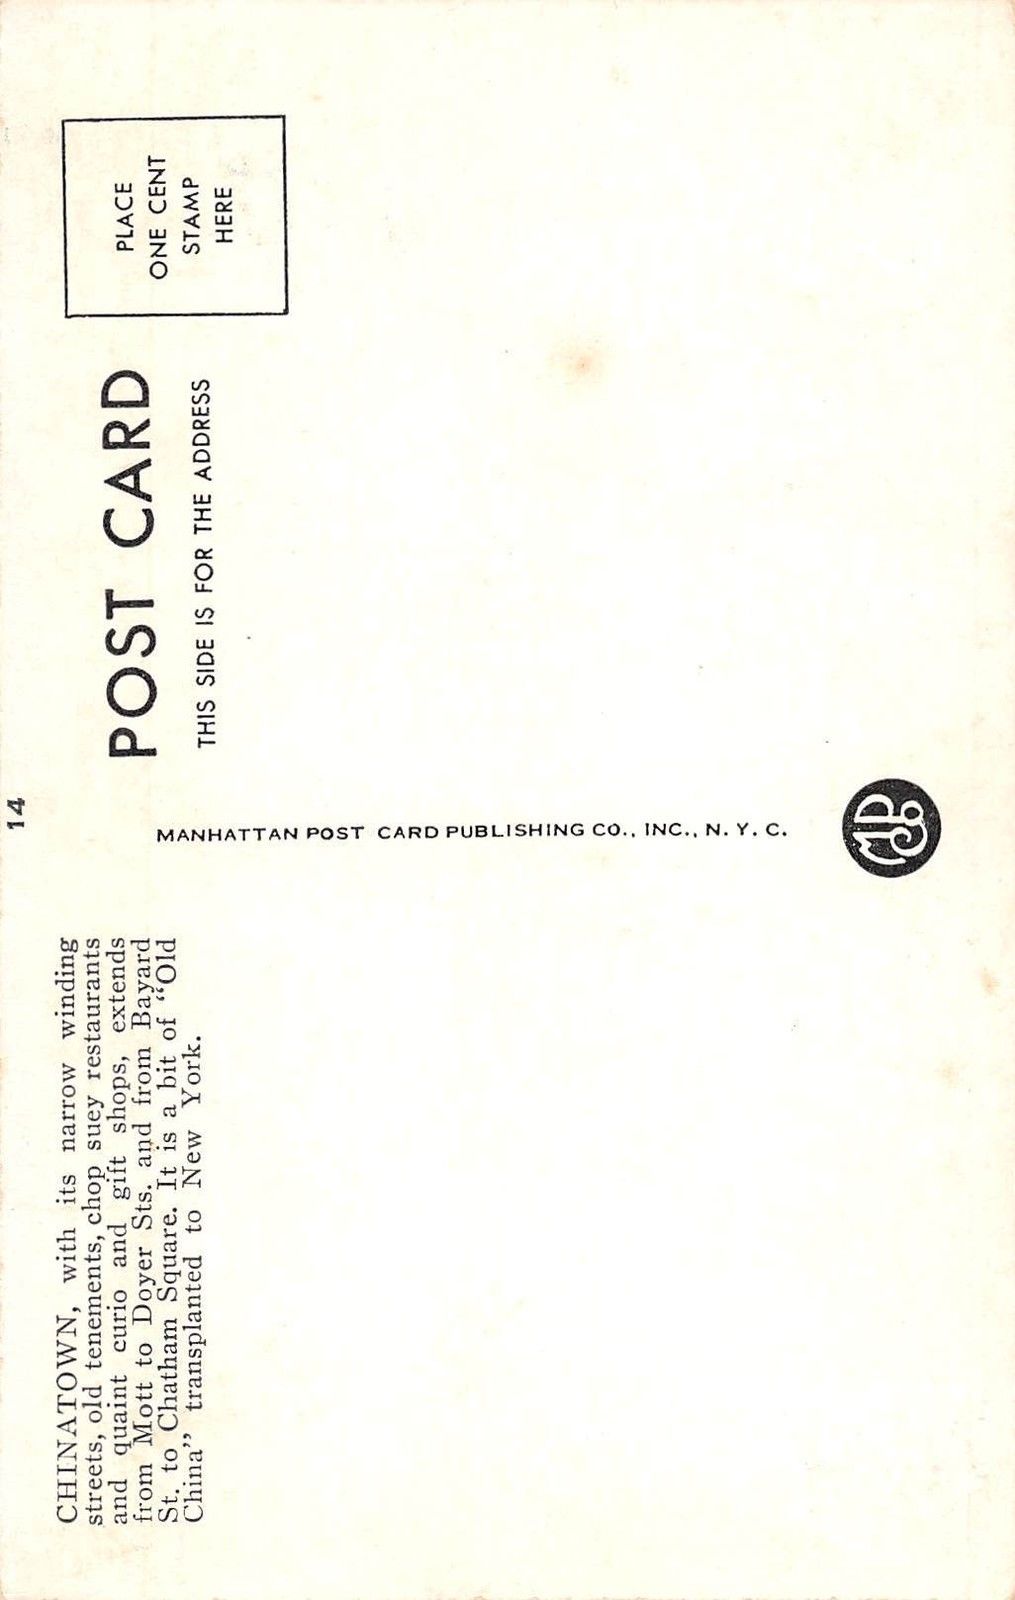 14
CHINATOWN, with its narrow winding
streets, old tenements, chop suey restaurants
and quaint curio and gift shops, extends
from Mott to Doyer Sts. and from Bayard
St. to Chatham Square. It is a bit of “Old
China” transplanted to New York.
MANHATTAN POST CARD PUBLISHING CO., INC., N. Y. C.
POST CARD
THIS SIDE IS FOR THE ADDRESS
PLACE
ONE CENT
STAMP
HERE